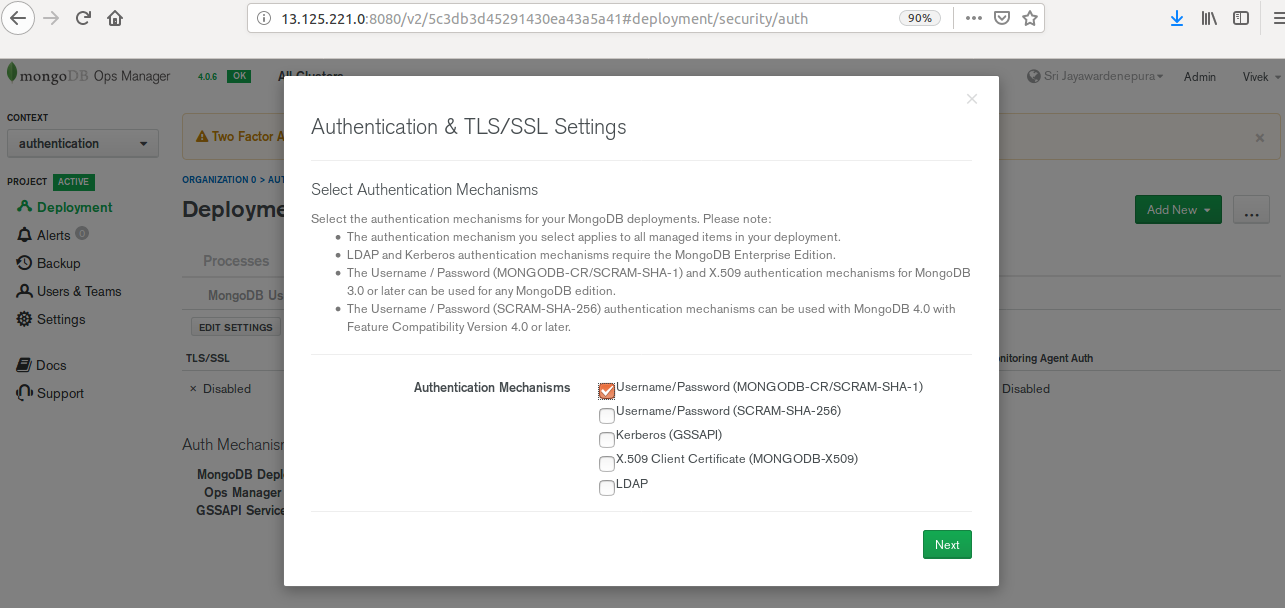 13.125.221.0:8080/v2/5c3db3d45291430ea43a5a41#deployment/security/auth 90%
mongoDB Ops Manager 4.0.6 OK All Clusters Sri Jayawardenepura Admin Vivek
CONTEXT
authentication
Two Factor A
PROJECT ACTIVE
ORGANIZATION 0 > AUT
Deployment
Deployme
Add New ...
Alerts 0
Backup
Processes
Users & Teams
MongoDB Us
Settings
EDIT SETTINGS
TLS/SSL
nitoring Agent Auth
Docs
× Disabled
Disabled
Support
Auth Mechanism
MongoDB Depl
Ops Manager
GSSAPI Service
×
Authentication & TLS/SSL Settings
Select Authentication Mechanisms
Select the authentication mechanisms for your MongoDB deployments. Please note:
• The authentication mechanism you select applies to all managed items in your deployment.
• LDAP and Kerberos authentication mechanisms require the MongoDB Enterprise Edition.
• The Username / Password (MONGODB-CR/SCRAM-SHA-1) and X.509 authentication mechanisms for MongoDB
3.0 or later can be used for any MongoDB edition.
• The Username / Password (SCRAM-SHA-256) authentication mechanisms can be used with MongoDB 4.0 with
Feature Compatibility Version 4.0 or later.
Authentication Mechanisms
Username/Password (MONGODB-CR/SCRAM-SHA-1)
Username/Password (SCRAM-SHA-256)
Kerberos (GSSAPI)
X.509 Client Certificate (MONGODB-X509)
LDAP
Next